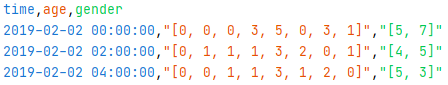 time,age,gender
2019-02-02 00:00:00,"[0, 0, 0, 3, 5, 0, 3, 1]","[5, 7]"
2019-02-02 02:00:00,"[0, 1, 1, 1, 3, 2, 0, 1]","[4, 5]"
2019-02-02 04:00:00,"[0, 0, 1, 1, 3, 1, 2, 0]","[5, 3]"